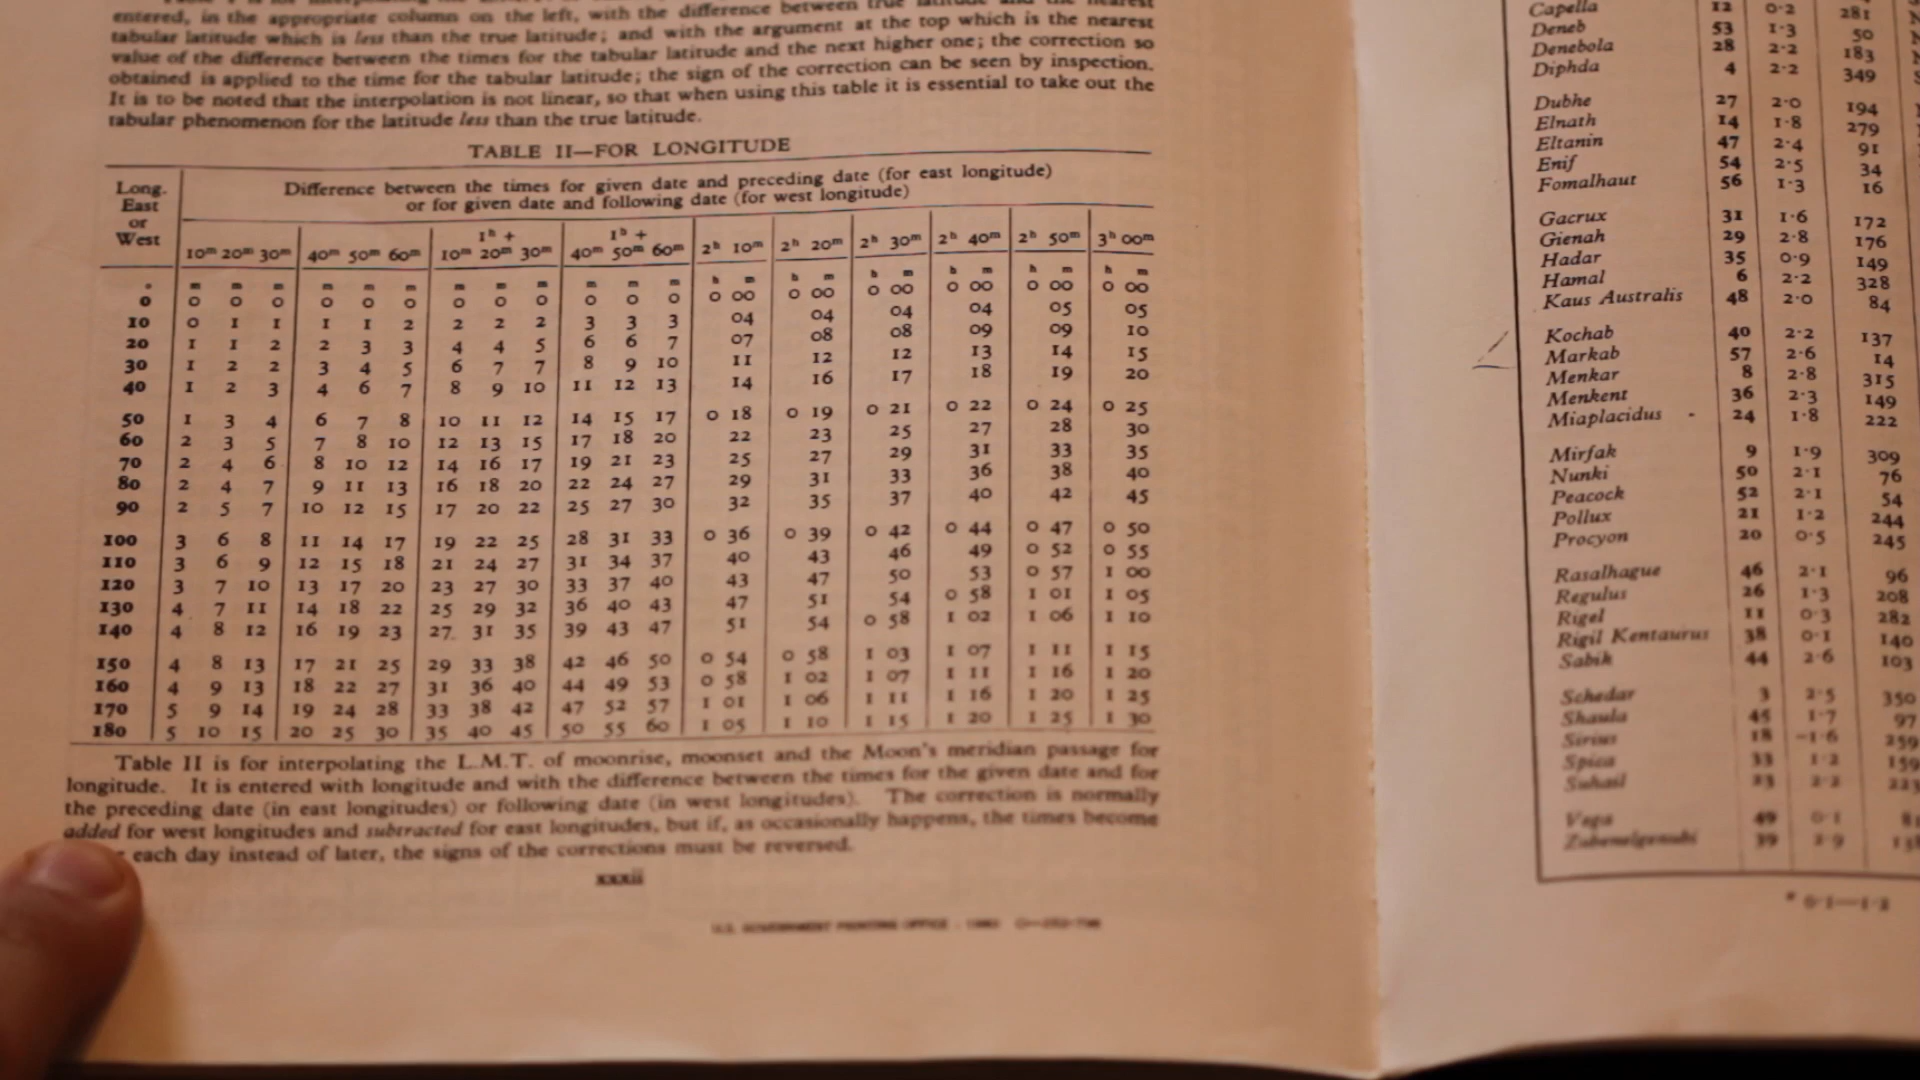 entered, in the appropriate column on the left, with the difference between true latitude and the nearest
tabular latitude which is less than the true latitude; and with the argument at the top which is the nearest
value of the difference between the times for the tabular latitude and the next higher one; the correction so
obtained is applied to the time for the tabular latitude; the sign of the correction can be seen by inspection.
It is to be noted that the interpolation is not linear, so that when using this table it is essential to take out the
tabular phenomenon for the latitude less than the true latitude.
TABLE II—FOR LONGITUDE
Long. East or West
Difference between the times for given date and preceding date (for east longitude)
or for given date and following date (for west longitude)
1ʰ + 1ʰ +
10ᵐ 20ᵐ 30ᵐ 40ᵐ 50ᵐ 60ᵐ 10ᵐ 20ᵐ 30ᵐ 40ᵐ 50ᵐ 60ᵐ 2ʰ 10ᵐ 2ʰ 20ᵐ 2ʰ 30ᵐ 2ʰ 40ᵐ 2ʰ 50ᵐ 3ʰ 00ᵐ
° m m m m m m m m m m m m h m h m h m h m h m h m
0 0 0 0 0 0 0 0 0 0 0 0 0 0 00 0 00 0 00 0 00 0 00 0 00
10 0 1 1 1 1 2 2 2 2 3 3 3 04 04 04 04 05 05
20 1 1 2 2 3 3 4 4 5 6 6 7 07 08 08 09 09 10
30 1 2 2 3 4 5 6 7 7 8 9 10 11 12 12 13 14 15
40 1 2 3 4 6 7 8 9 10 11 12 13 14 16 17 18 19 20
50 1 3 4 6 7 8 10 11 12 14 15 17 0 18 0 19 0 21 0 22 0 24 0 25
60 2 3 5 7 8 10 12 13 15 17 18 20 22 23 25 27 28 30
70 2 4 6 8 10 12 14 16 17 19 21 23 25 27 29 31 33 35
80 2 4 7 9 11 13 16 18 20 22 24 27 29 31 33 36 38 40
90 2 5 7 10 12 15 17 20 22 25 27 30 32 35 37 40 42 45
100 3 6 8 11 14 17 19 22 25 28 31 33 0 36 0 39 0 42 0 44 0 47 0 50
110 3 6 9 12 15 18 21 24 27 31 34 37 40 43 46 49 0 52 0 55
120 3 7 10 13 17 20 23 27 30 33 37 40 43 47 50 53 0 57 1 00
130 4 7 11 14 18 22 25 29 32 36 40 43 47 51 54 0 58 1 01 1 05
140 4 8 12 16 19 23 27 31 35 39 43 47 51 54 0 58 1 02 1 06 1 10
150 4 8 13 17 21 25 29 33 38 42 46 50 0 54 0 58 1 03 1 07 1 11 1 15
160 4 9 13 18 22 27 31 36 40 44 49 53 0 58 1 02 1 07 1 11 1 16 1 20
170 5 9 14 19 24 28 33 38 42 47 52 57 1 01 1 06 1 11 1 16 1 20 1 25
180 5 10 15 20 25 30 35 40 45 50 55 60 1 05 1 10 1 15 1 20 1 25 1 30
Table II is for interpolating the L.M.T. of moonrise, moonset and the Moon's meridian passage for
longitude. It is entered with longitude and with the difference between the times for the given date and for
the preceding date (in east longitudes) or following date (in west longitudes). The correction is normally
added for west longitudes and subtracted for east longitudes, but if, as occasionally happens, the times become
each day instead of later, the signs of the corrections must be reversed.
xxxii
U.S. GOVERNMENT PRINTING OFFICE
Capella 12 0·2 281
Deneb 53 1·3 50
Denebola 28 2·2 183
Diphda 4 2·2 349
Dubhe 27 2·0 194
Elnath 14 1·8 279
Eltanin 47 2·4 91
Enif 54 2·5 34
Fomalhaut 56 1·3 16
Gacrux 31 1·6 172
Gienah 29 2·8 176
Hadar 35 0·9 149
Hamal 6 2·2 328
Kaus Australis 48 2·0 84
Kochab 40 2·2 137
Markab 57 2·6 14
Menkar 8 2·8 315
Menkent 36 2·3 149
Miaplacidus 24 1·8 222
Mirfak 9 1·9 309
Nunki 50 2·1 76
Peacock 52 2·1 54
Pollux 21 1·2 244
Procyon 20 0·5 245
Rasalhague 46 2·1 96
Regulus 26 1·3 208
Rigel 11 0·3 282
Rigil Kentaurus 38 0·1 140
Sabik 44 2·6 103
Schedar 3 2·5 350
Shaula 45 1·7 97
Sirius 18 −1·6 259
Spica 33 1·2 159
Suhail 23 2·2 223
Vega 49 0·1
Zubenelgenubi 39 2·9